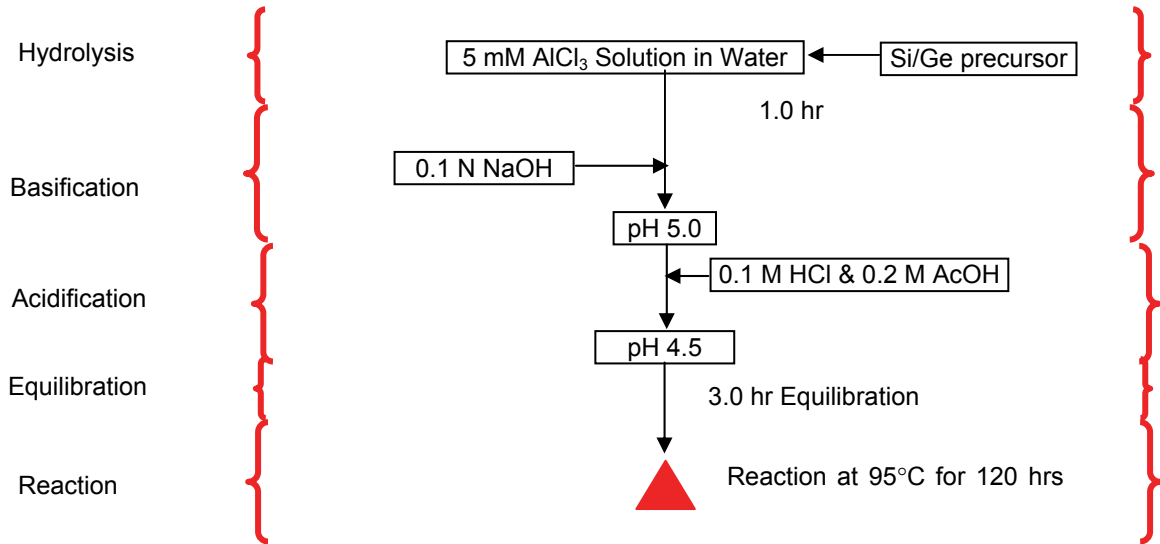 Hydrolysis
5 mM AlCl₃ Solution in Water
Si/Ge precursor
1.0 hr
Basification
0.1 N NaOH
pH 5.0
Acidification
0.1 M HCl & 0.2 M AcOH
pH 4.5
Equilibration
3.0 hr Equilibration
Reaction
Reaction at 95°C for 120 hrs